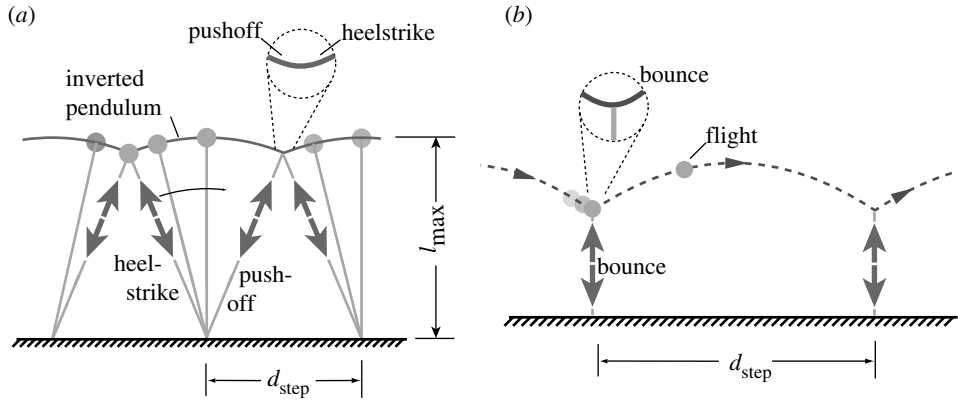 (a)
pushoff
heelstrike
inverted
pendulum
heel-
strike
push-
off
l max
d step
(b)
bounce
flight
bounce
d step